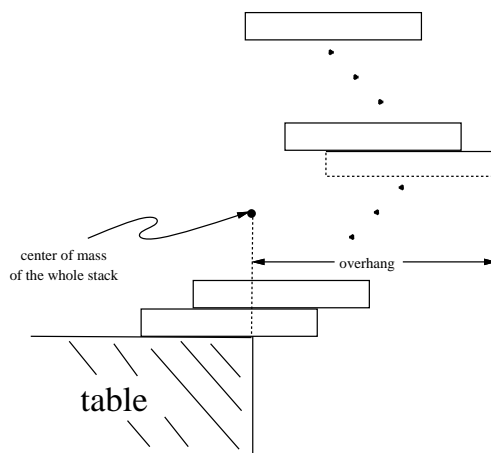 overhang
center of mass
of the whole stack
table